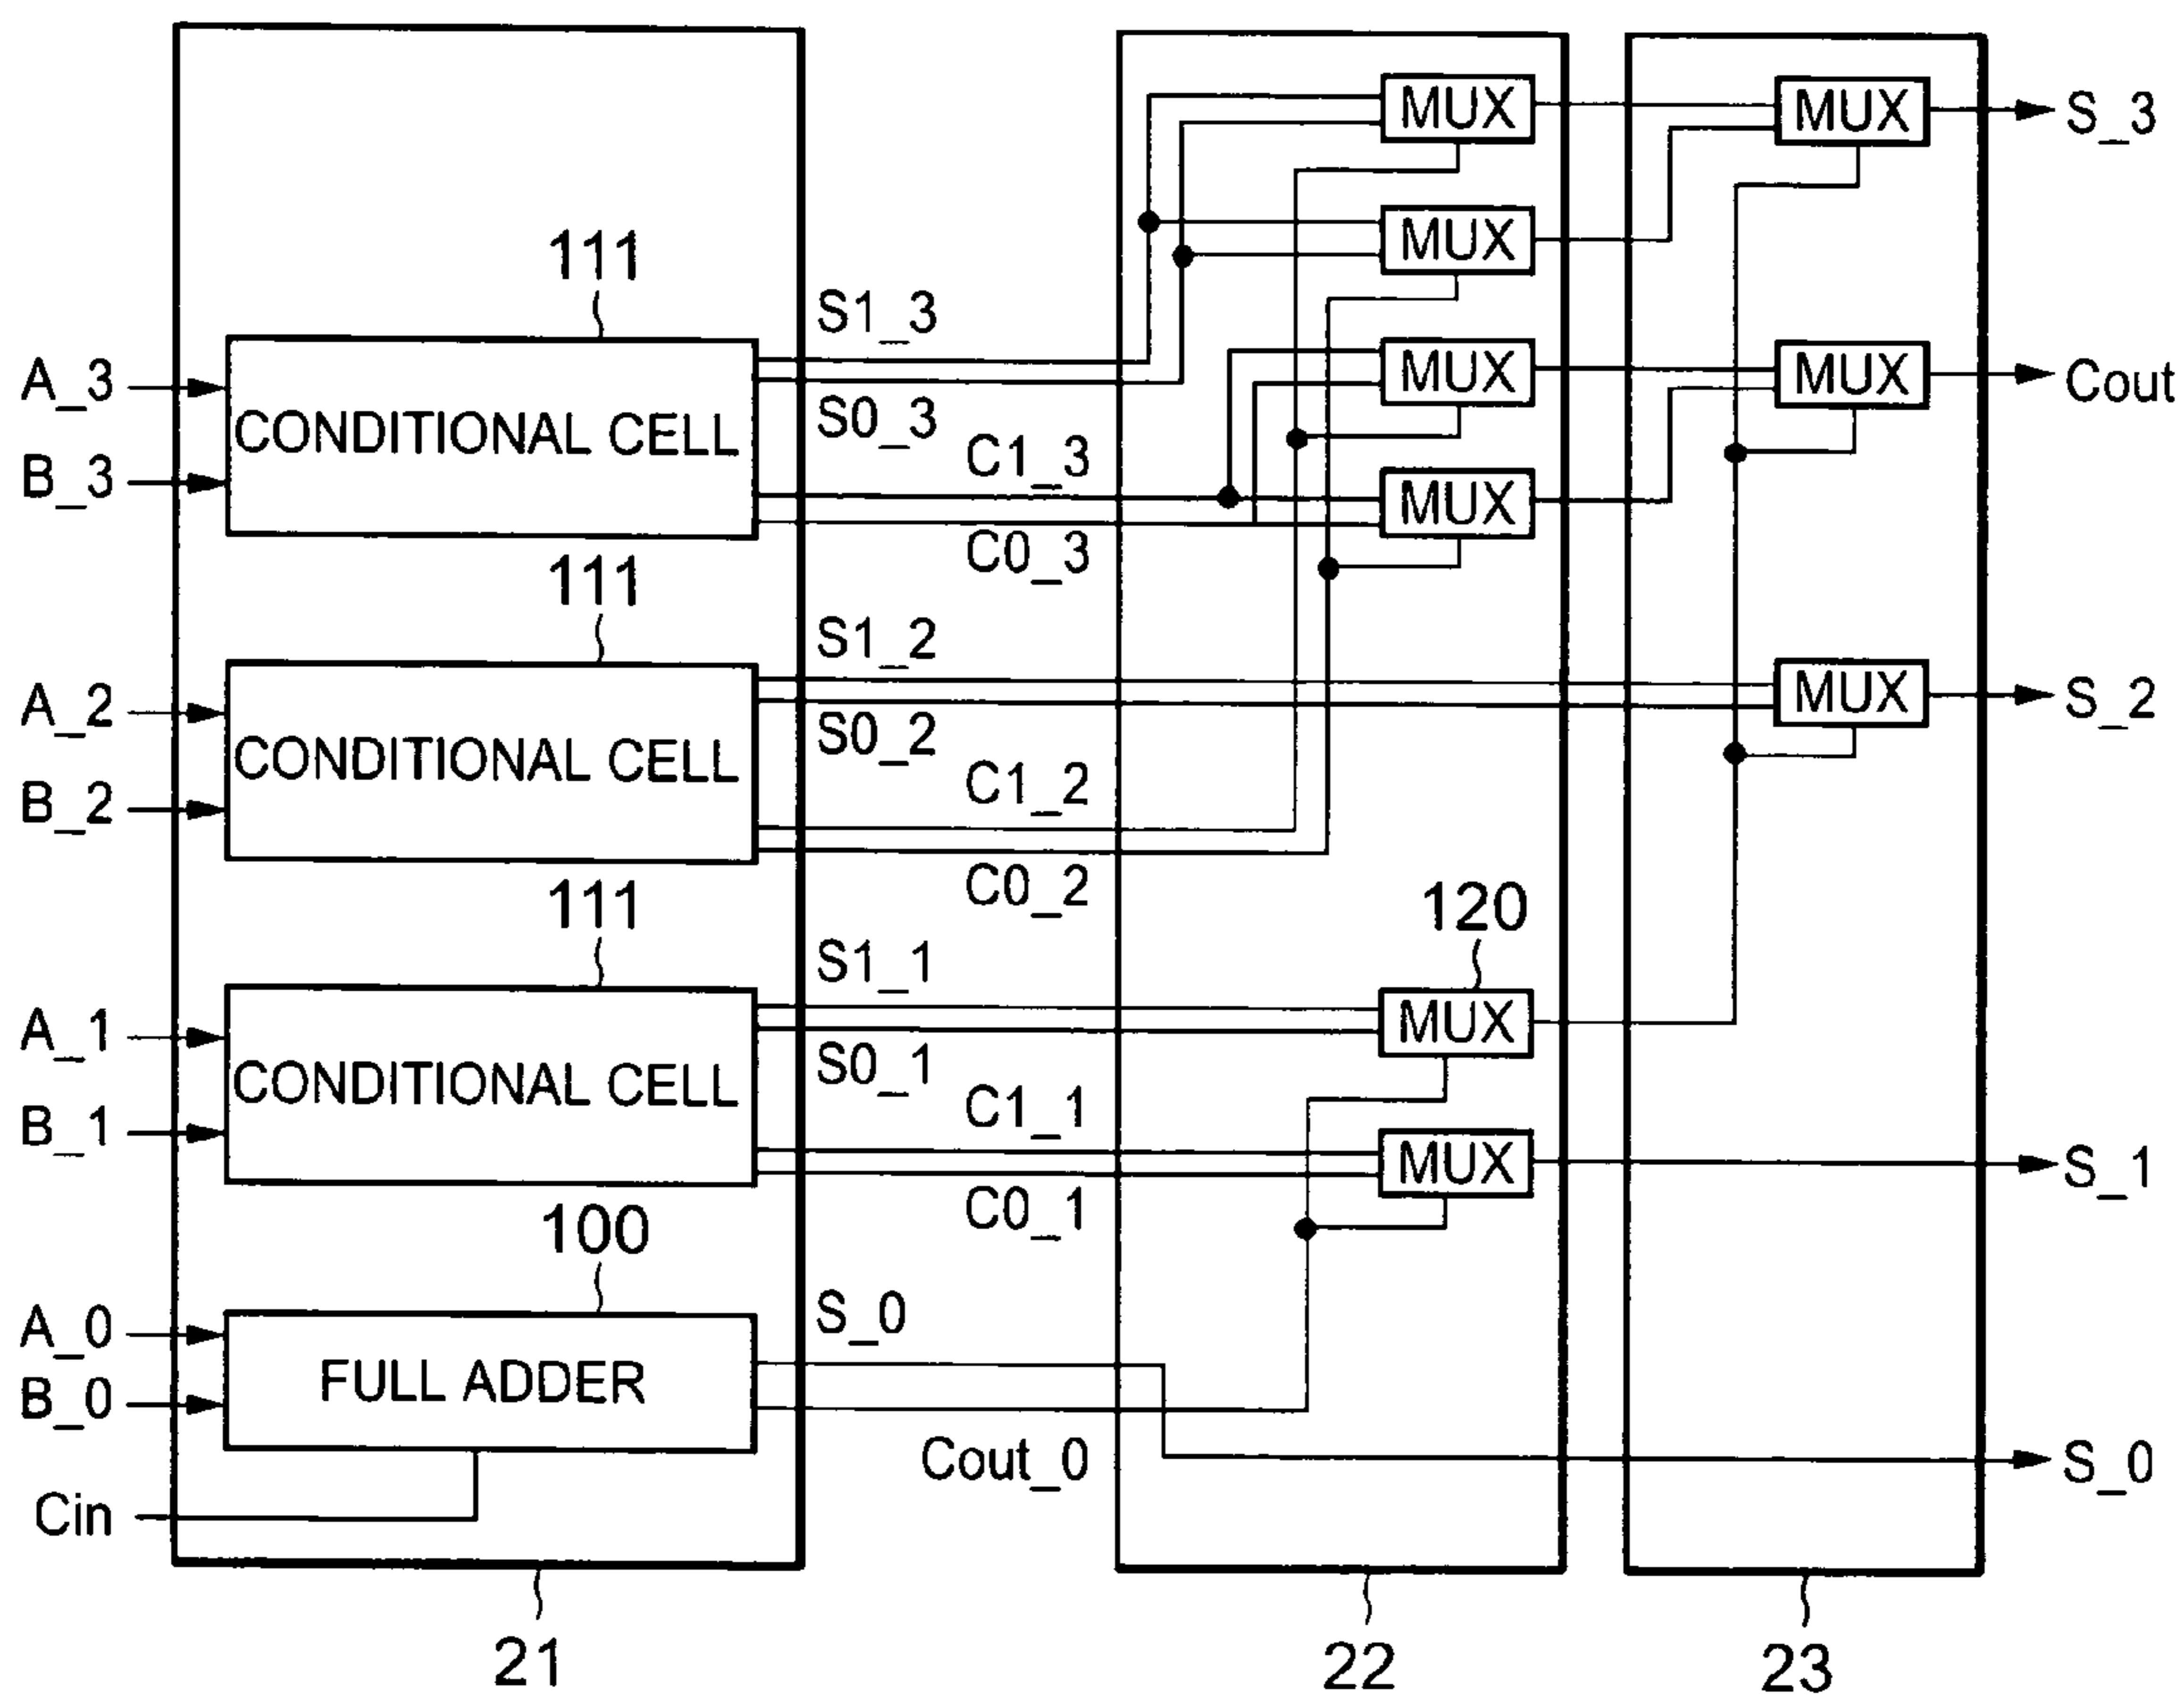 MUX
MUX
S_3
MUX
111
S1_3
A_3
CONDITIONAL CELL
S0_3
MUX
MUX
Cout
B_3
C1_3
MUX
C0_3
111
S1_2
A_2
CONDITIONAL CELL
S0_2
MUX
S_2
B_2
C1_2
C0_2
111
120
S1_1
A_1
CONDITIONAL CELL
S0_1
MUX
B_1
C1_1
MUX
S_1
C0_1
100
S_0
A_0
FULL ADDER
B_0
Cout_0
S_0
Cin
21
22
23